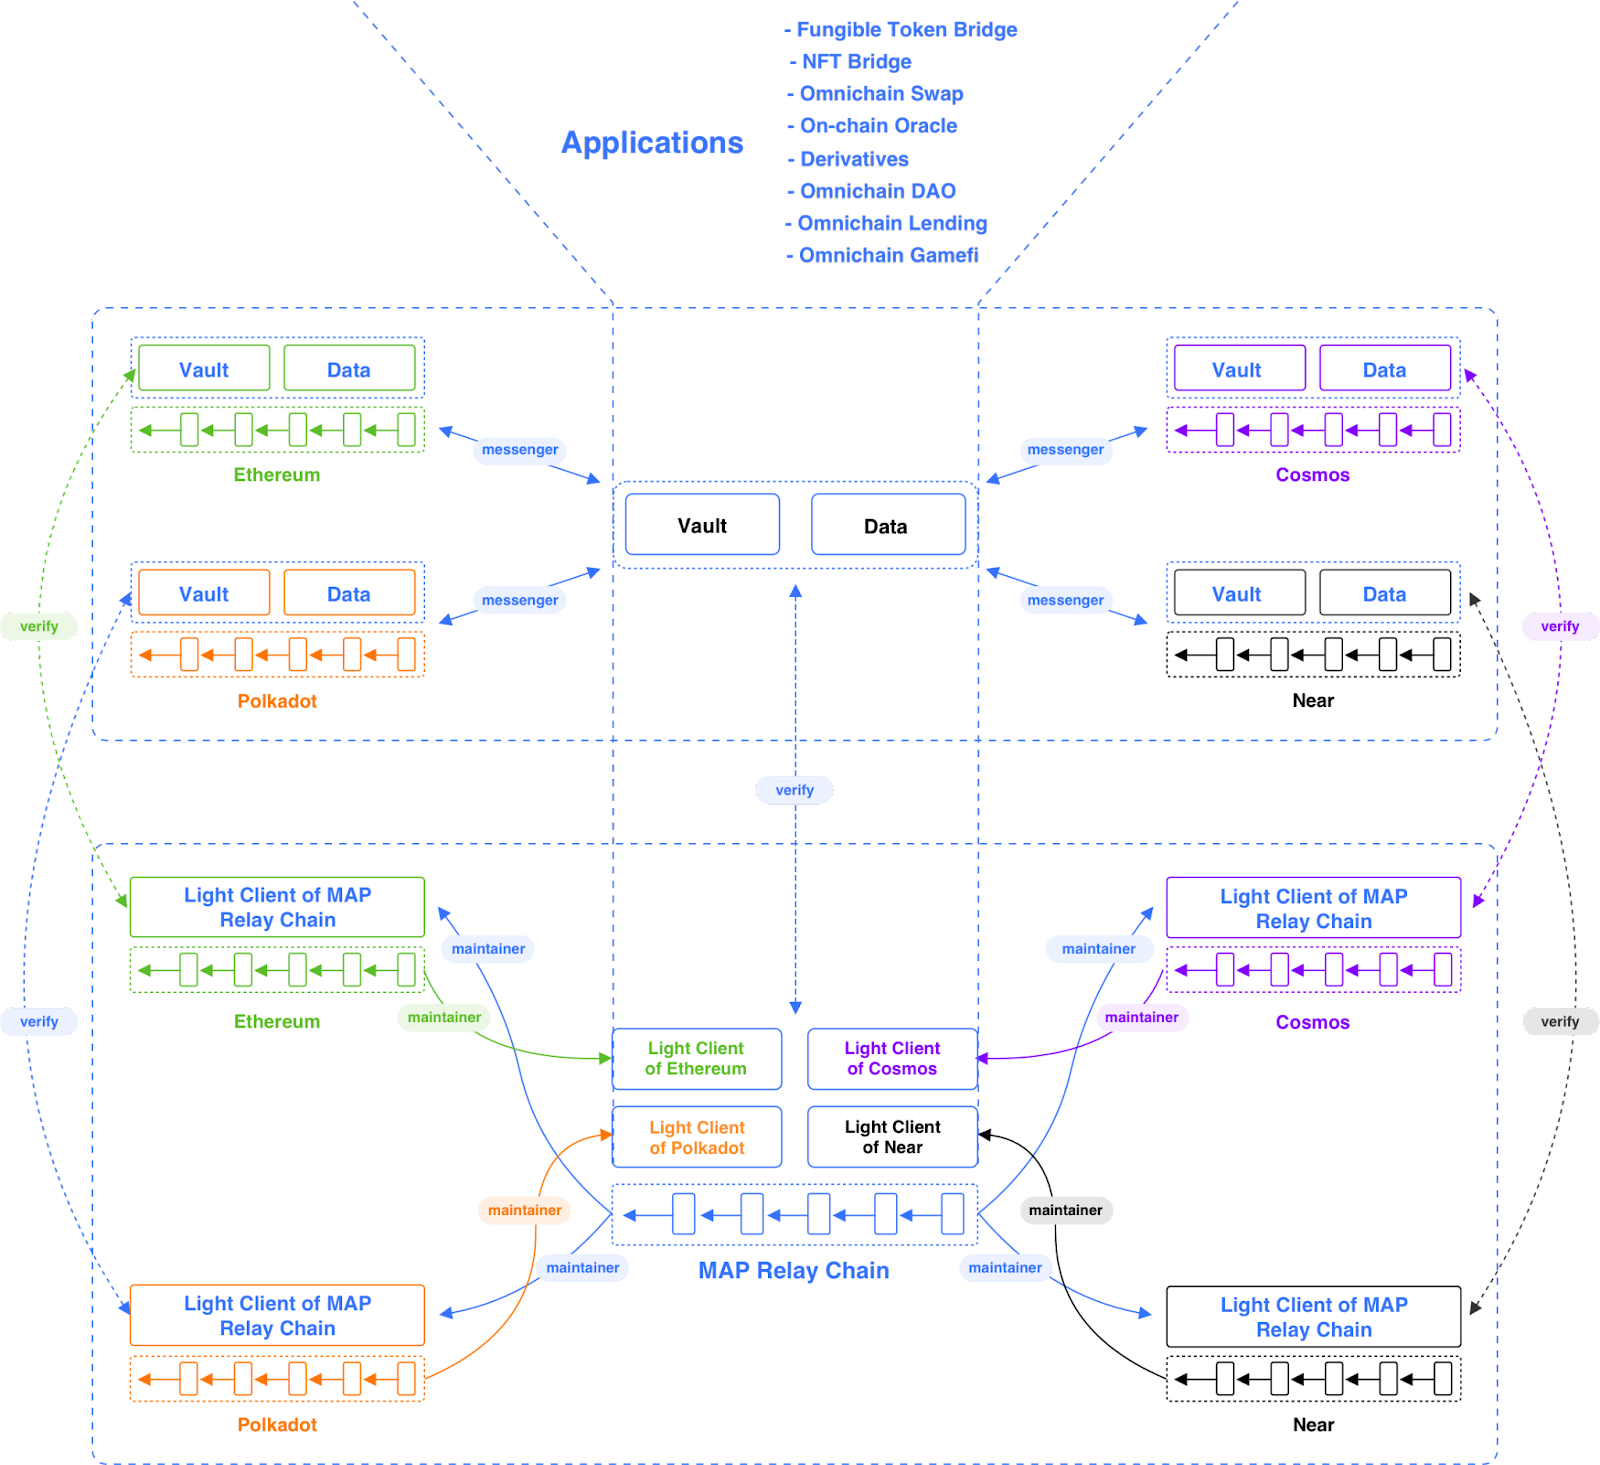 - Fungible Token Bridge
- NFT Bridge
- Omnichain Swap
- On-chain Oracle
Applications
- Derivatives
- Omnichain DAO
- Omnichain Lending
- Omnichain Gamefi
Vault
Data
Ethereum
Vault
Data
Cosmos
messenger
messenger
Vault
Data
Vault
Data
Polkadot
messenger
messenger
Vault
Data
Near
verify
verify
verify
Light Client of MAP
Relay Chain
Ethereum
Light Client of MAP
Relay Chain
Cosmos
maintainer
maintainer
maintainer
maintainer
verify
verify
Light Client
of Ethereum
Light Client
of Cosmos
Light Client
of Polkadot
Light Client
of Near
maintainer
maintainer
maintainer
maintainer
MAP Relay Chain
Light Client of MAP
Relay Chain
Polkadot
Light Client of MAP
Relay Chain
Near